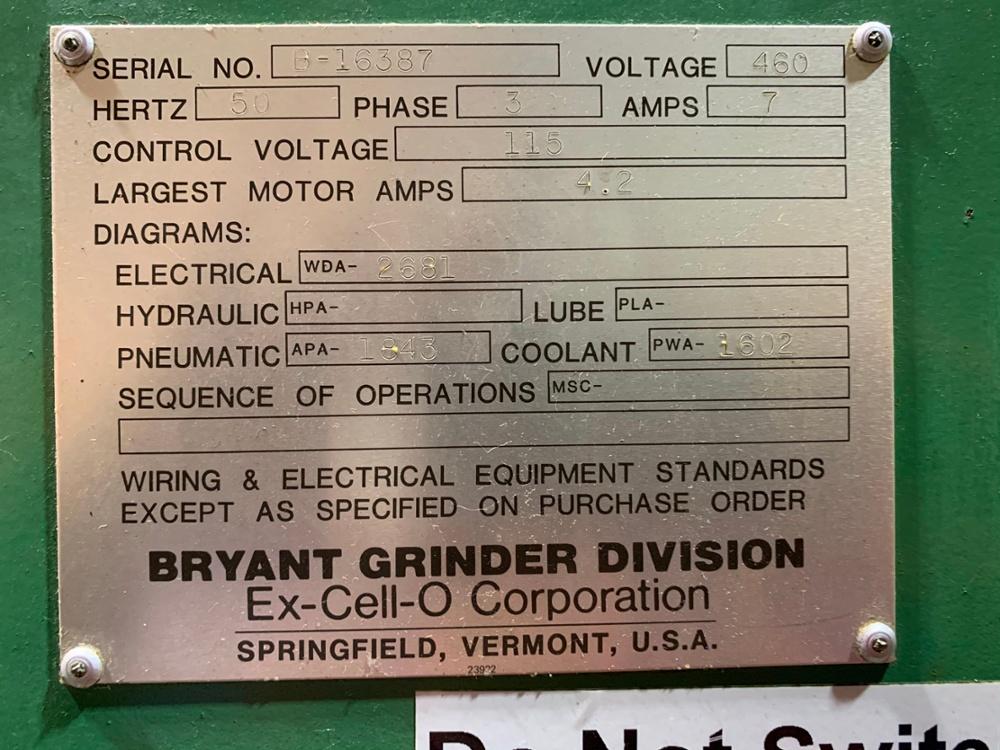 SERIAL NO. B-16387 VOLTAGE 460
HERTZ 50 PHASE 3 AMPS 7
CONTROL VOLTAGE 115
LARGEST MOTOR AMPS 4.2
DIAGRAMS:
ELECTRICAL WDA- 2681
HYDRAULIC HPA- LUBE PLA-
PNEUMATIC APA- 1843 COOLANT PWA- 1602
SEQUENCE OF OPERATIONS MSC-
WIRING & ELECTRICAL EQUIPMENT STANDARDS
EXCEPT AS SPECIFIED ON PURCHASE ORDER
BRYANT GRINDER DIVISION
Ex-Cell-O Corporation
SPRINGFIELD, VERMONT, U.S.A.
Do Not